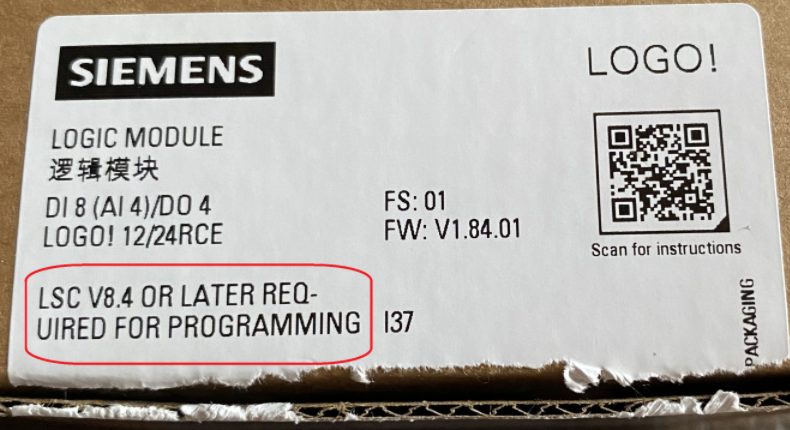 SIEMENS
LOGO!
LOGIC MODULE
逻辑模块
DI 8 (AI 4)/DO 4
LOGO! 12/24RCE
FS: 01
FW: V1.84.01
Scan for instructions
LSC V8.4 OR LATER REQ-
UIRED FOR PROGRAMMING
I37
PACKAGING